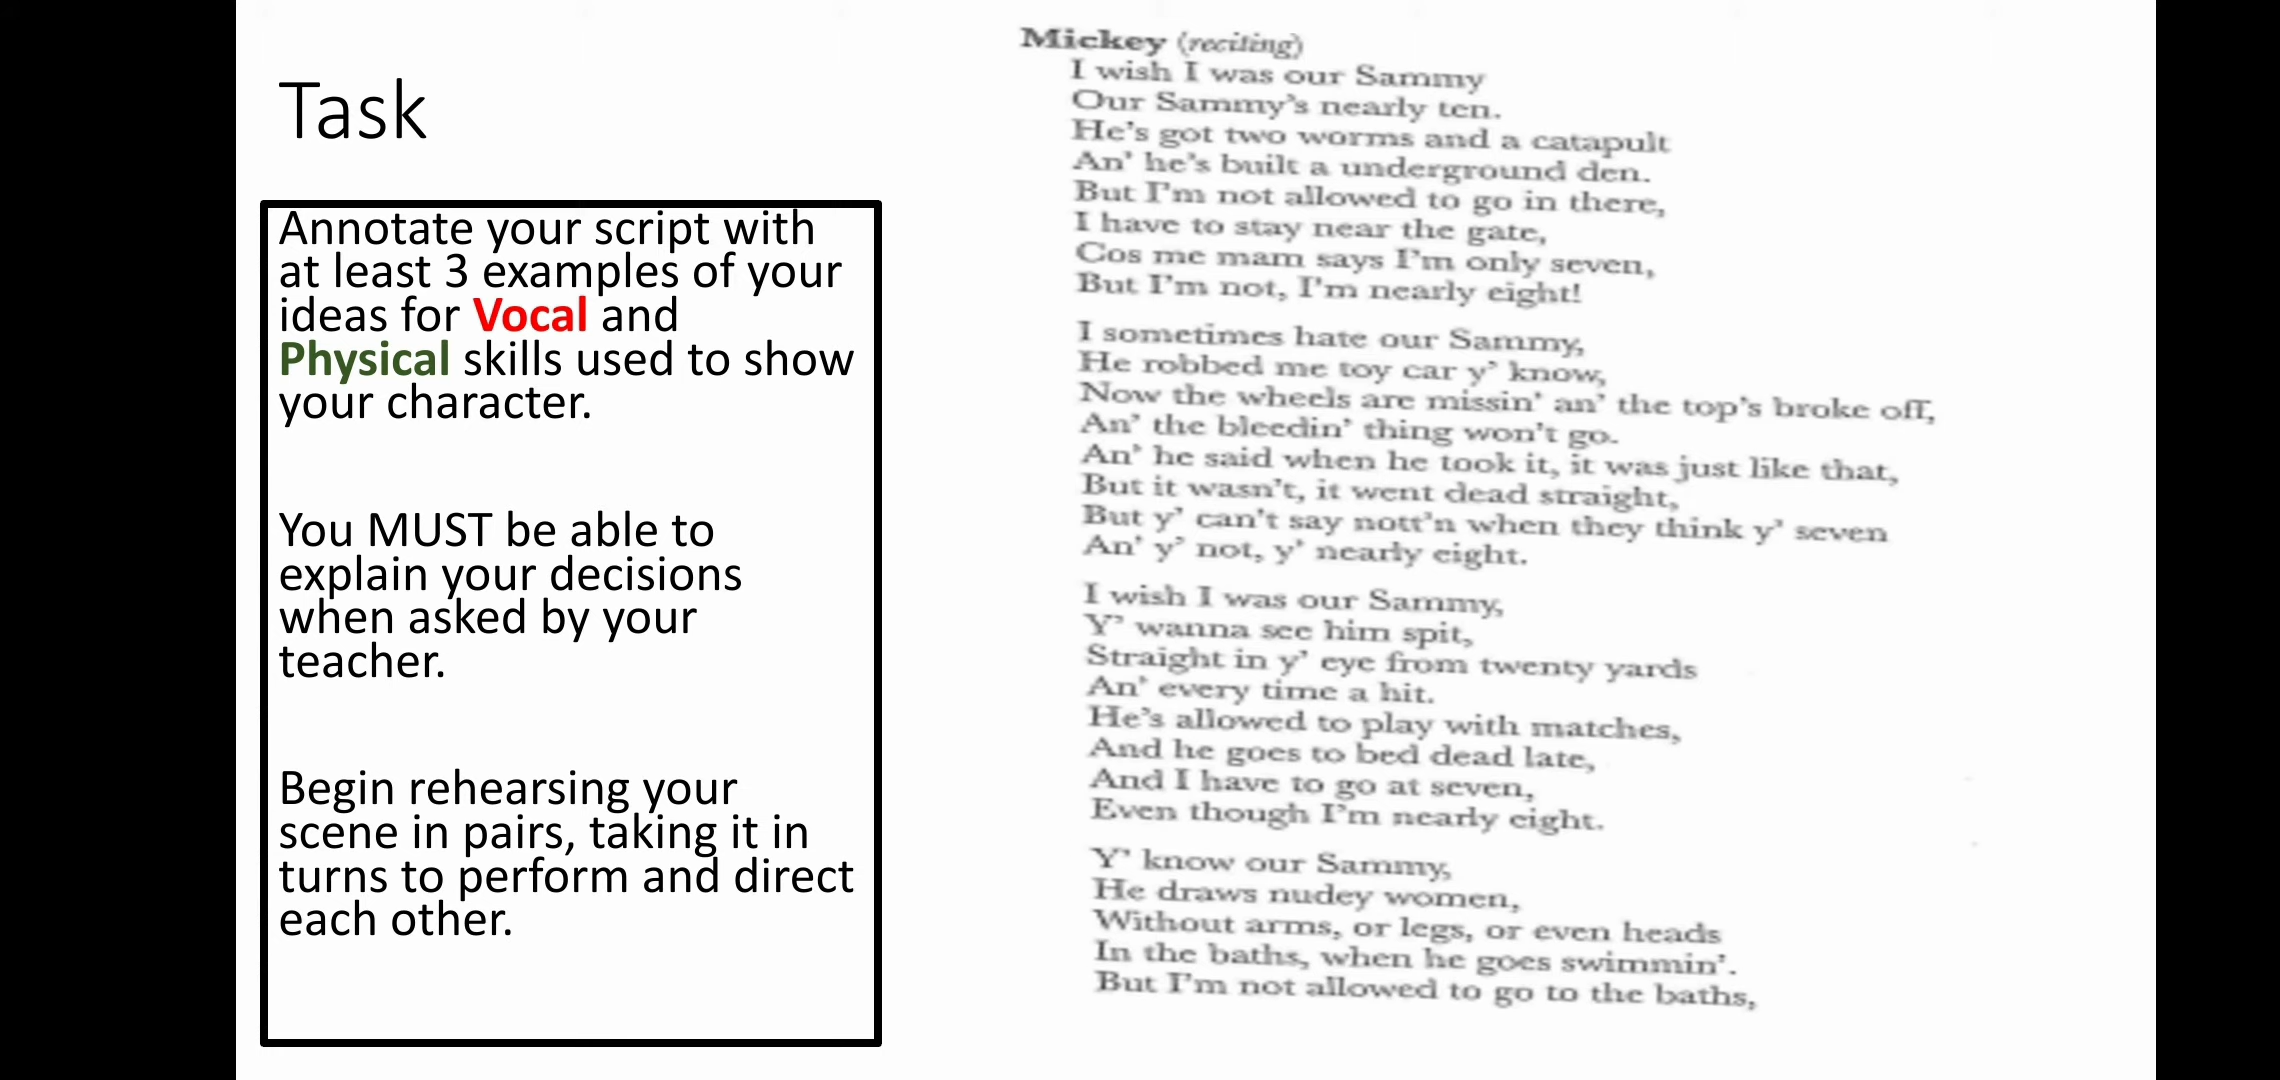 Task
Annotate your script with
at least 3 examples of your
ideas for Vocal and
Physical skills used to show
your character.
You MUST be able to
explain your decisions
when asked by your
teacher.
Begin rehearsing your
scene in pairs, taking it in
turns to perform and direct
each other.
Mickey (reciting)
I wish I was our Sammy
Our Sammy's nearly ten.
He's got two worms and a catapult
An' he's built a underground den.
But I'm not allowed to go in there,
I have to stay near the gate,
Cos me mam says I'm only seven,
But I'm not, I'm nearly eight!
I sometimes hate our Sammy,
He robbed me toy car y' know,
Now the wheels are missin' an' the top's broke off,
An' the bleedin' thing won't go.
An' he said when he took it, it was just like that,
But it wasn't, it went dead straight,
But y' can't say nott'n when they think y' seven
An' y' not, y' nearly eight.
I wish I was our Sammy,
Y' wanna see him spit,
Straight in y' eye from twenty yards
An' every time a hit.
He's allowed to play with matches,
And he goes to bed dead late,
And I have to go at seven,
Even though I'm nearly eight.
Y' know our Sammy,
He draws nudey women,
Without arms, or legs, or even heads
In the baths, when he goes swimmin'.
But I'm not allowed to go to the baths,